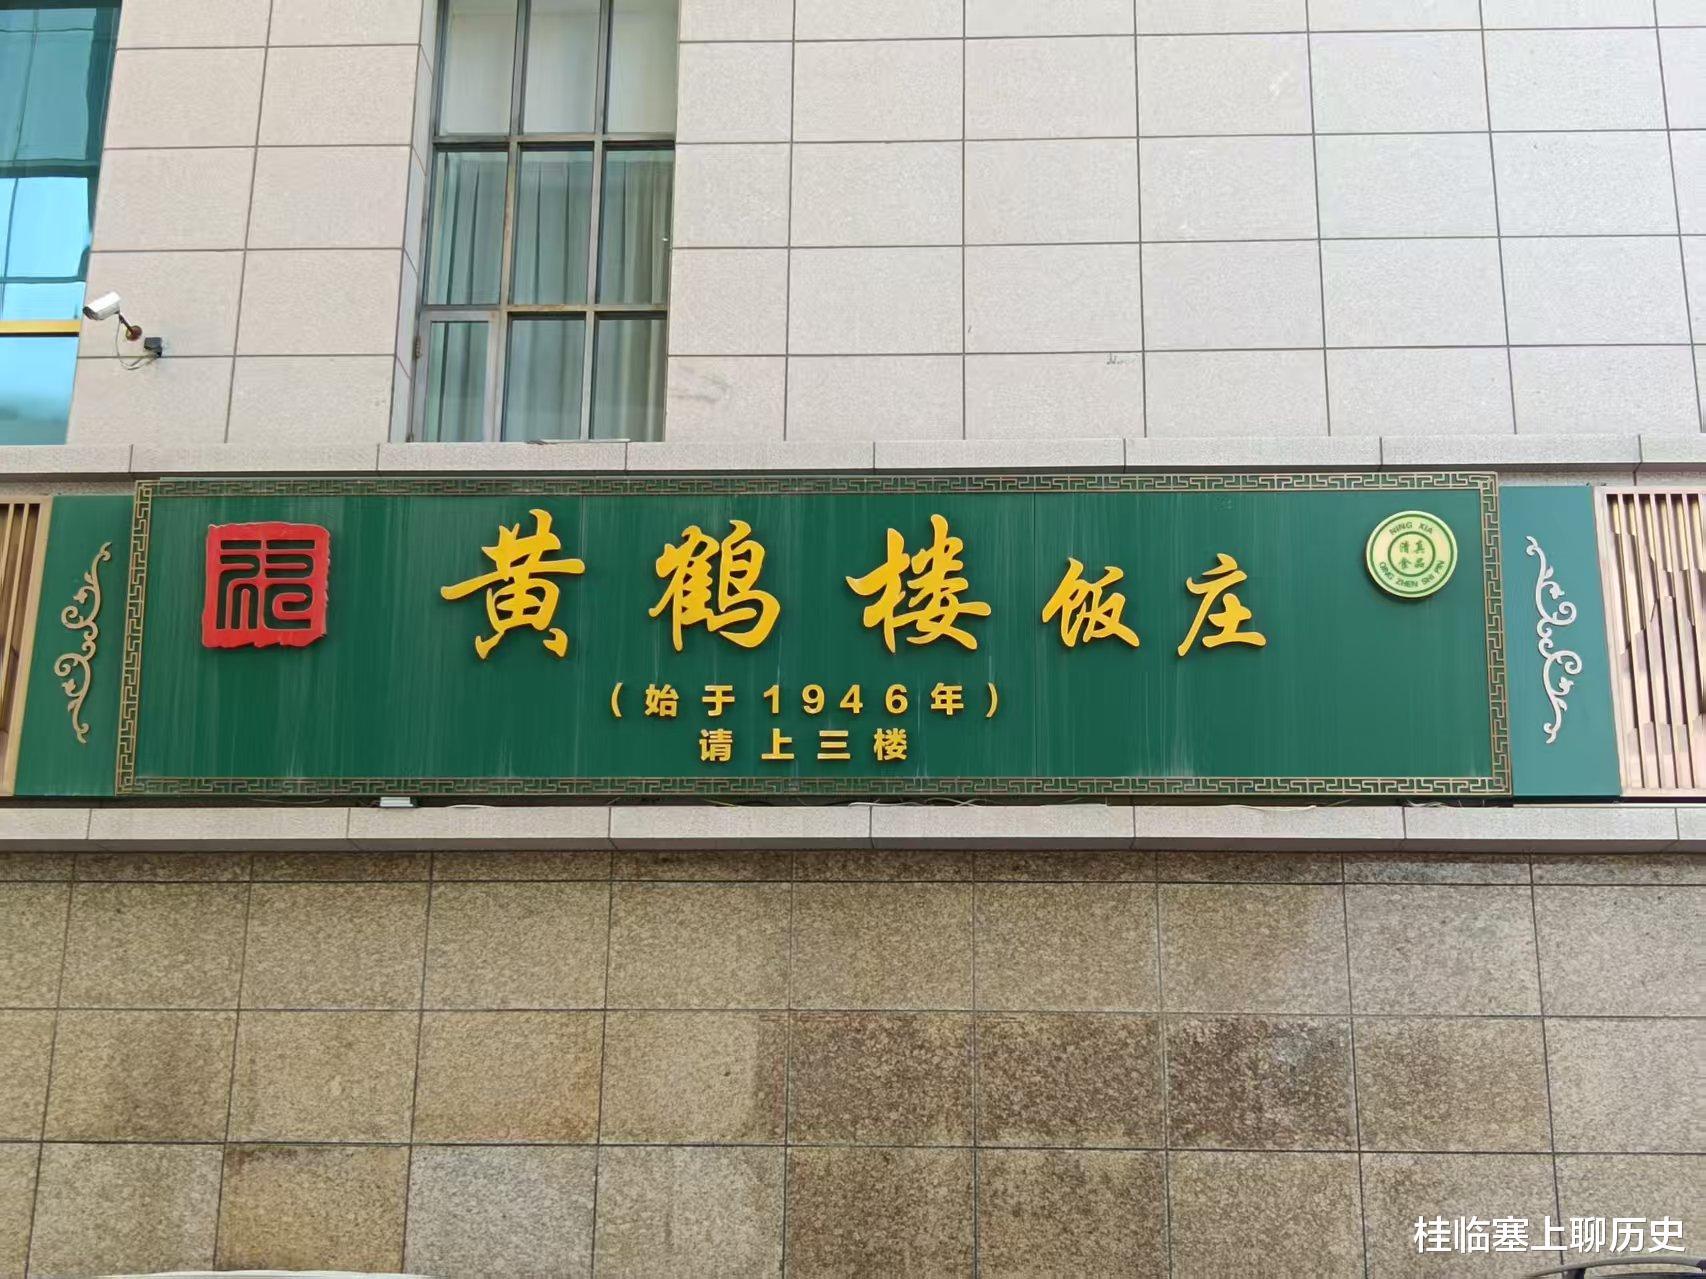 黄鹤楼饭庄
(始于1946年)
请上三楼
NING XIA
清真
食品
QING ZHEN SHI PIN
桂临塞上聊历史